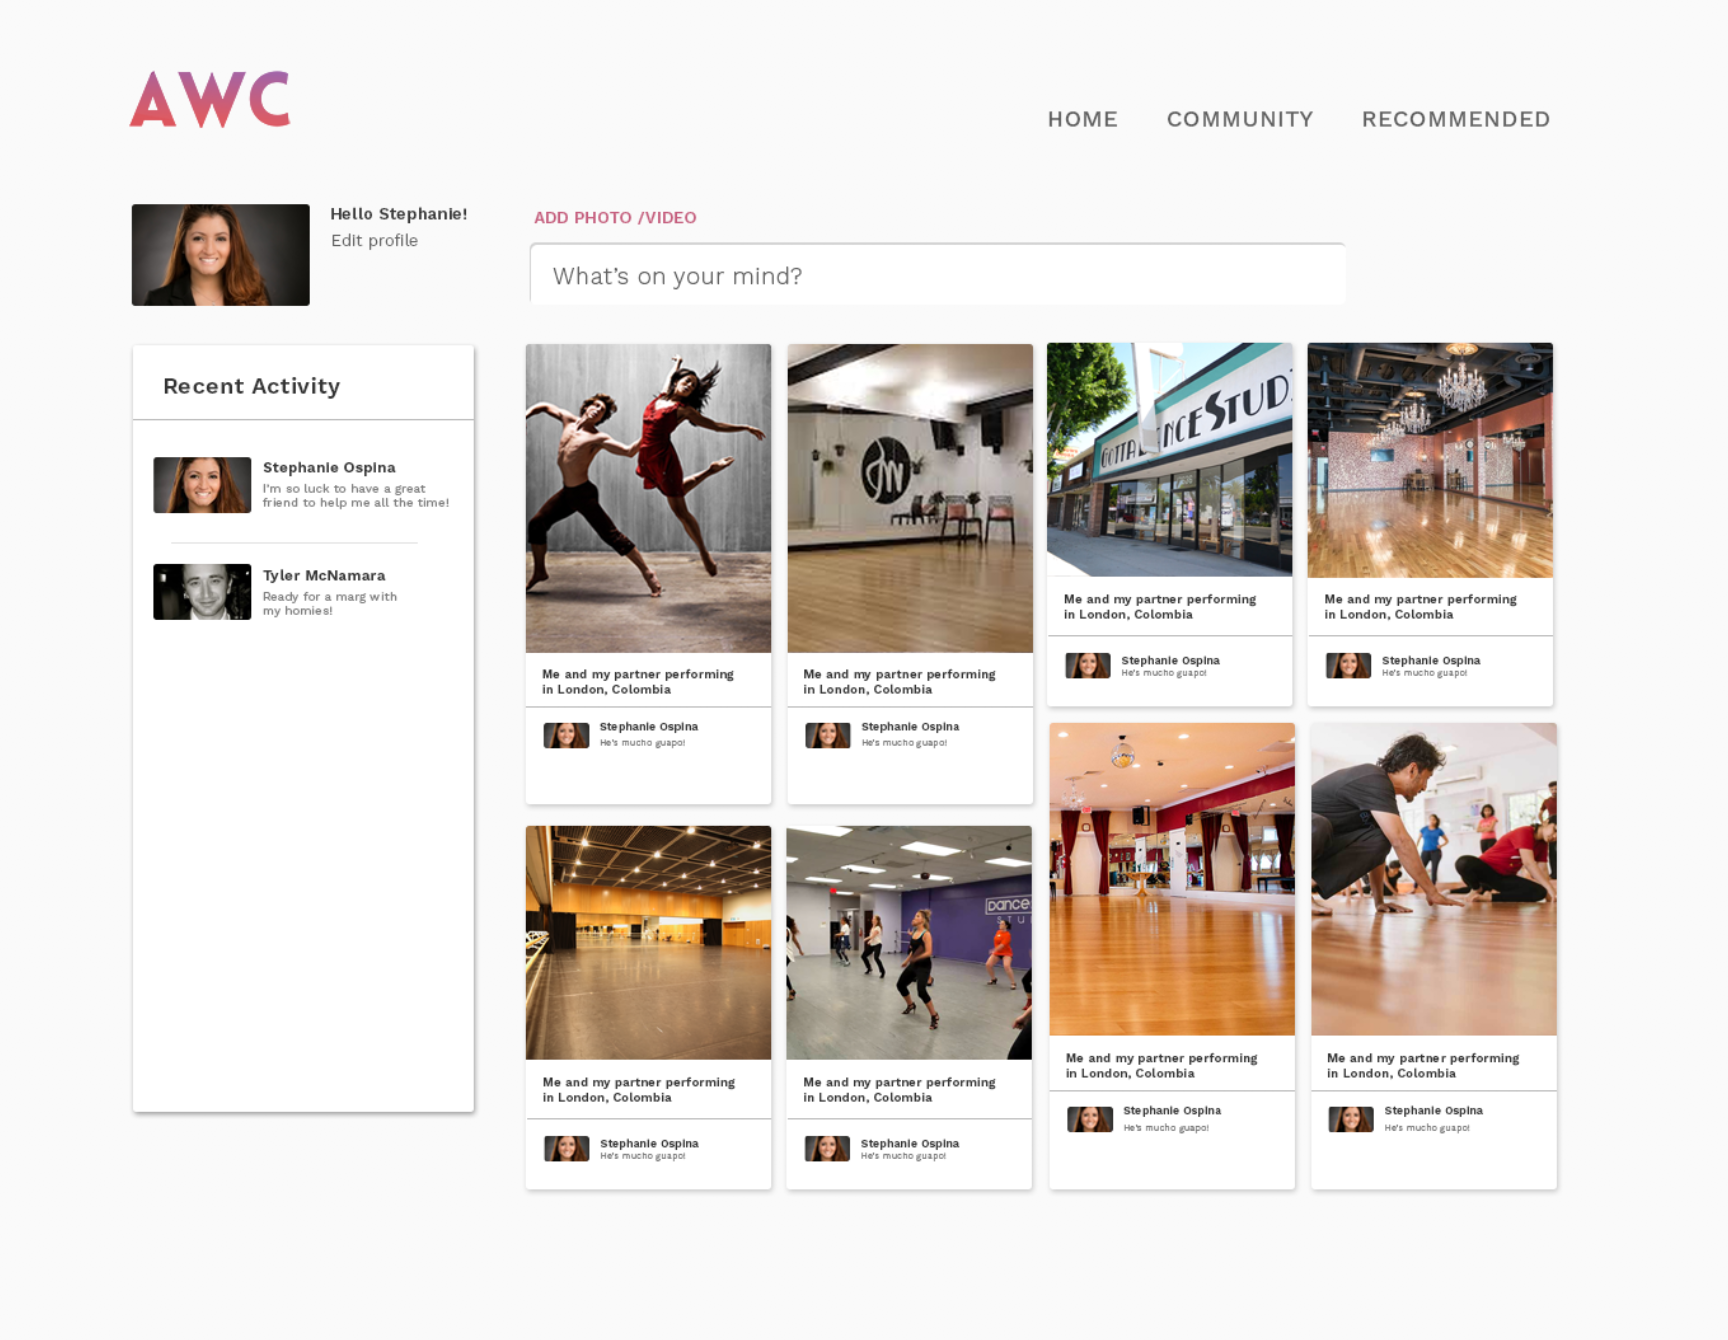 AWC
HOME COMMUNITY RECOMMENDED
Hello Stephanie!
Edit profile
ADD PHOTO /VIDEO
What's on your mind?
Recent Activity
Stephanie Ospina
I'm so luck to have a great
friend to help me all the time!
Tyler McNamara
Ready for a marg with
my homies!
Me and my partner performing
in London, Colombia
Stephanie Ospina
He's mucho guapo!
Me and my partner performing
in London, Colombia
Stephanie Ospina
He's mucho guapo!
GOTTA
NCE STUD
Me and my partner performing
in London, Colombia
Stephanie Ospina
He's mucho guapo!
Me and my partner performing
in London, Colombia
Stephanie Ospina
He's mucho guapo!
Me and my partner performing
in London, Colombia
Stephanie Ospina
He's mucho guapo!
Dance
STU
Me and my partner performing
in London, Colombia
Stephanie Ospina
He's mucho guapo!
Me and my partner performing
in London, Colombia
Stephanie Ospina
He's mucho guapo!
Me and my partner performing
in London, Colombia
Stephanie Ospina
He's mucho guapo!